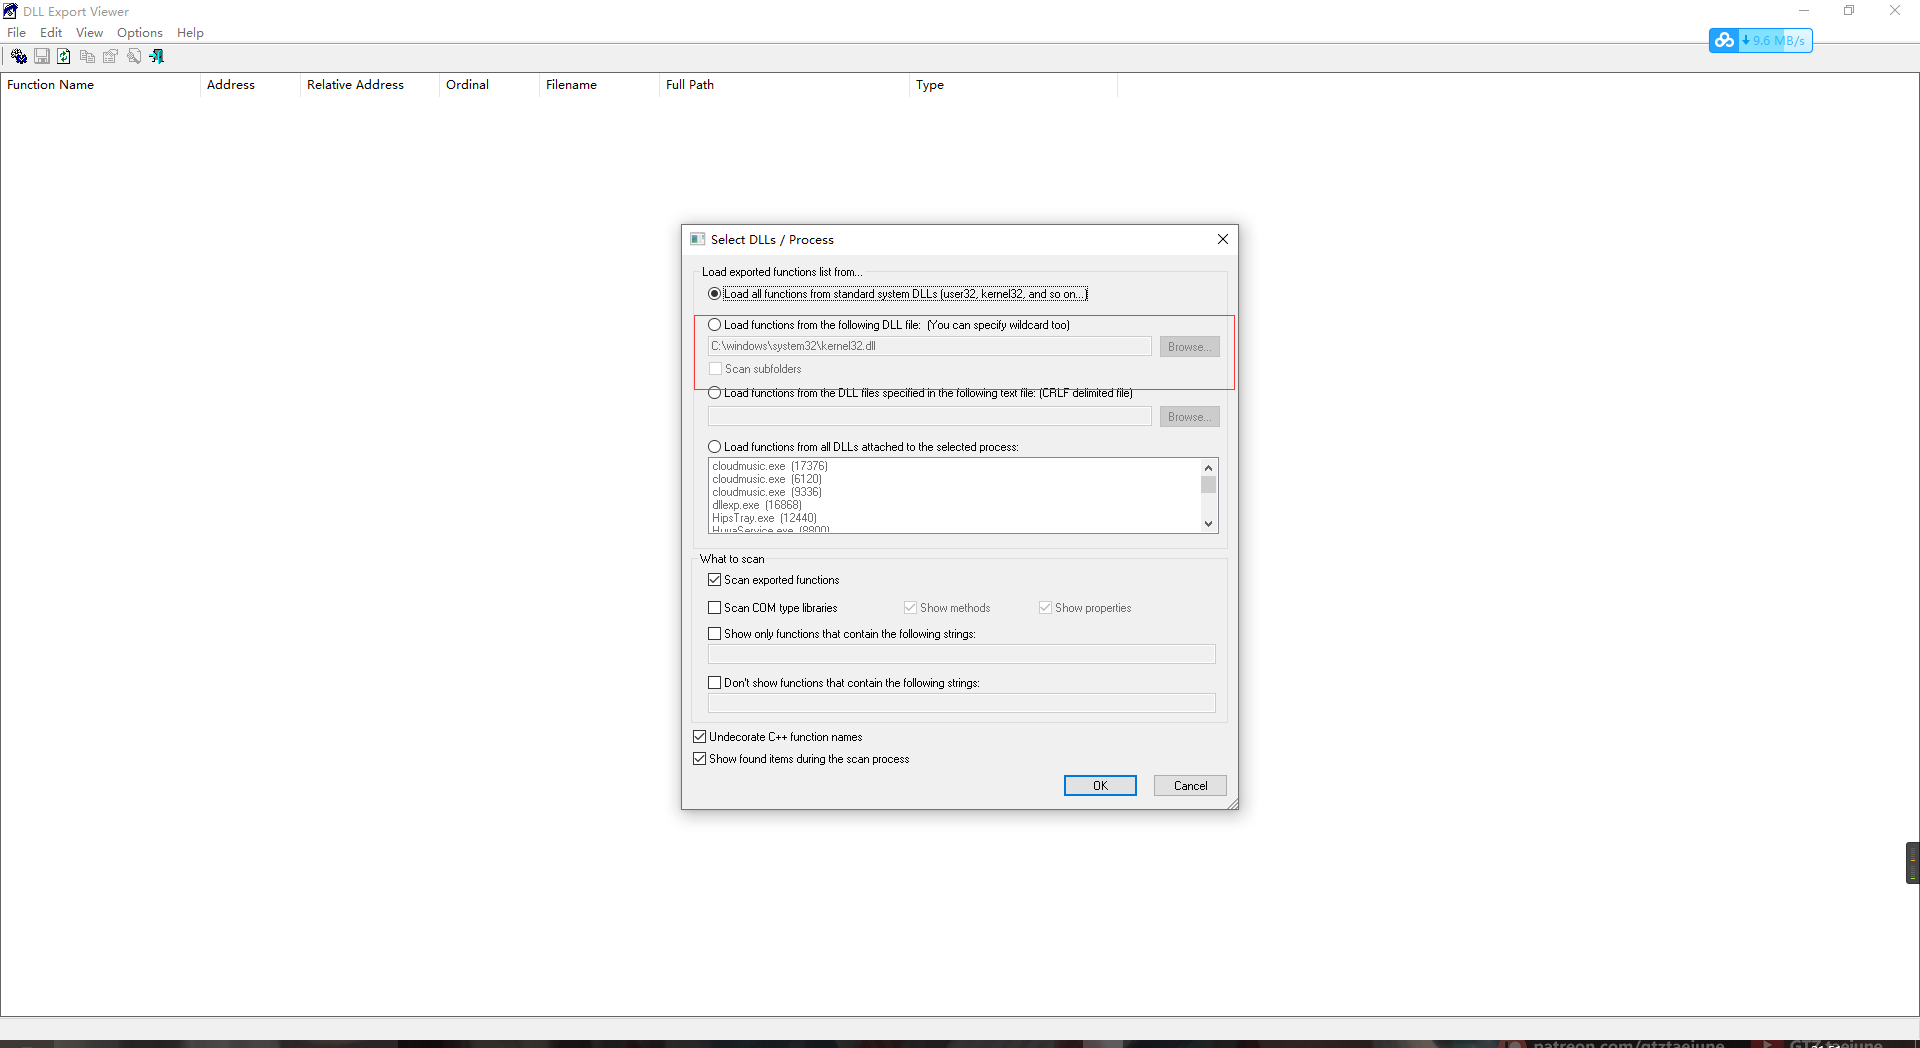 DLL Export Viewer
File Edit View Options Help
9.6 MB/s
Function Name Address Relative Address Ordinal Filename Full Path Type
Select DLLs / Process
Load exported functions list from...
Load all functions from standard system DLLs (user32, kernel32, and so on...)
Load functions from the following DLL file: (You can specify wildcard too)
C:\windows\system32\kernel32.dll Browse...
Scan subfolders
Load functions from the DLL files specified in the following text file: (CRLF delimited file)
Browse...
Load functions from all DLLs attached to the selected process:
cloudmusic.exe (17376)
cloudmusic.exe (6120)
cloudmusic.exe (9336)
dllexp.exe (16868)
HipsTray.exe (12440)
HuyaService.exe (8800)
What to scan
Scan exported functions
Scan COM type libraries Show methods Show properties
Show only functions that contain the following strings:
Don't show functions that contain the following strings:
Undecorate C++ function names
Show found items during the scan process
OK Cancel
patreon.com/gtztaejune GTZ taejune